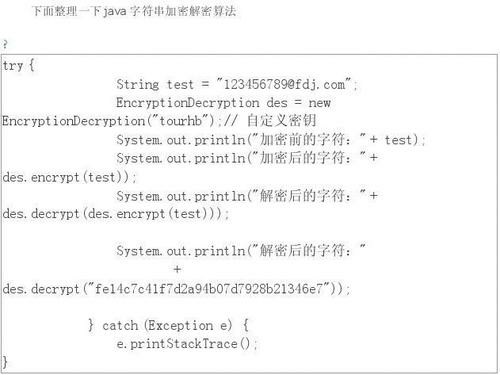 下面整理一下java字符串加密解密算法
?
try {
String test = "123456789@fdj.com";
EncryptionDecryption des = new
EncryptionDecryption("tourhb");// 自定义密钥
System.out.println("加密前的字符："+ test);
System.out.println("加密后的字符："+
des.encrypt(test));
System.out.println("解密后的字符："+
des.decrypt(des.encrypt(test)));
System.out.println("解密后的字符："
+
des.decrypt("fe14c7c41f7d2a94b07d7928b21346e7"));
} catch (Exception e) {
e.printStackTrace();
}